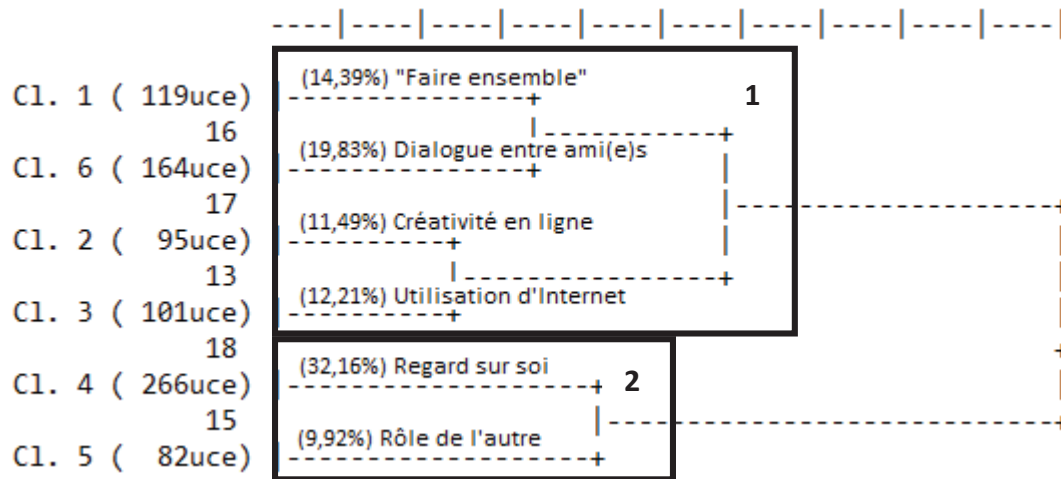 ----|----|----|----|----|----|----|----|----|----|
(14,39%) "Faire ensemble" 1
Cl. 1 ( 119uce) |----------------+
16 |-----------+
(19,83%) Dialogue entre ami(e)s
Cl. 6 ( 164uce) |----------------+ |
17 |--------------------+
(11,49%) Créativité en ligne
Cl. 2 ( 95uce) |-----------+ | |
13 |----------------+ |
(12,21%) Utilisation d'Internet
Cl. 3 ( 101uce) |-----------+ |
18 +
(32,16%) Regard sur soi 2
Cl. 4 ( 266uce) |--------------------+ |
15 |----------------------------+
(9,92%) Rôle de l'autre
Cl. 5 ( 82uce) |--------------------+